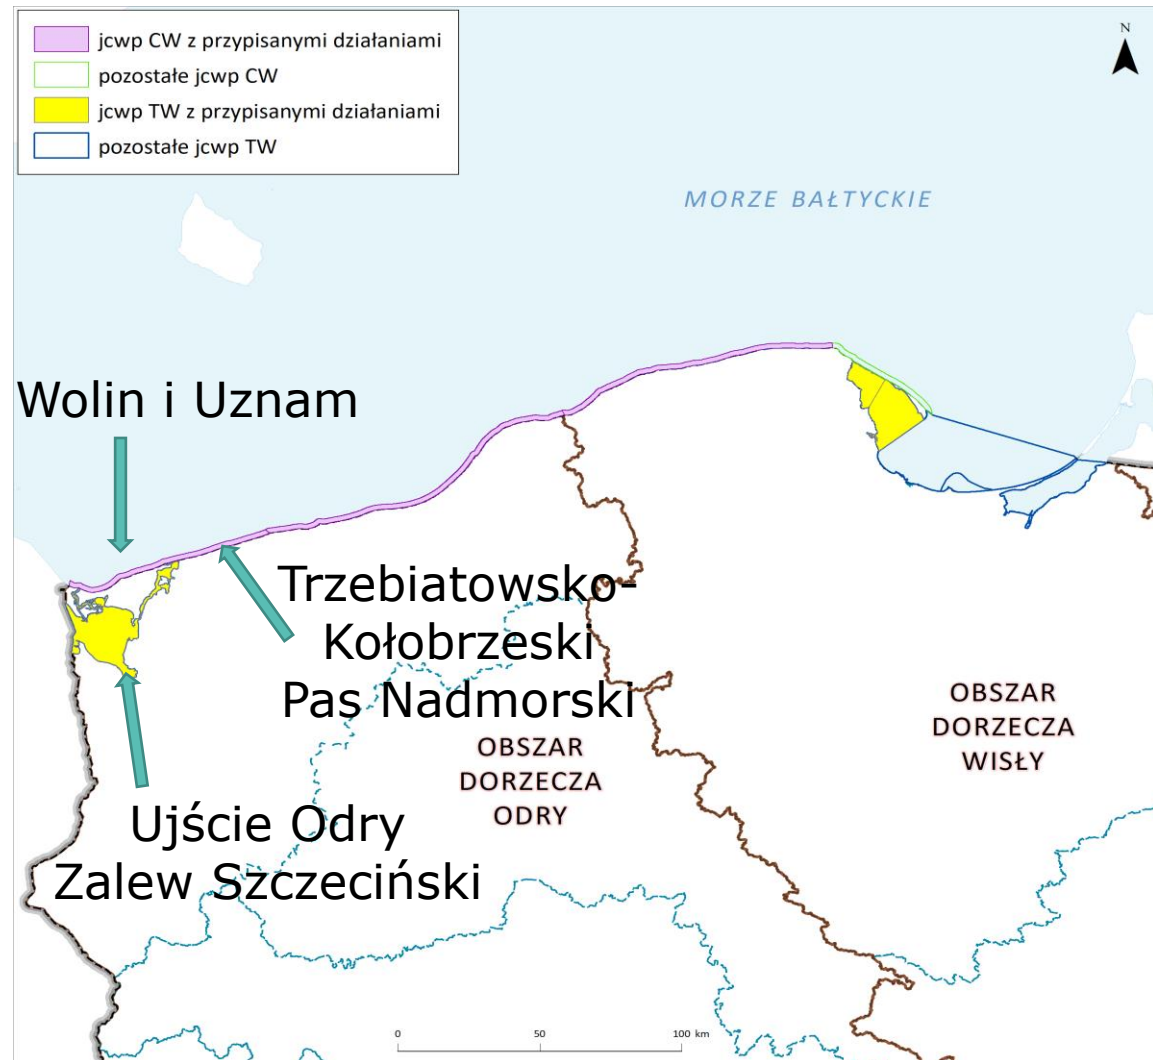 jcwp CW z przypisanymi działaniami
pozostałe jcwp CW
jcwp TW z przypisanymi działaniami
pozostałe jcwp TW
N
MORZE BAŁTYCKIE
Wolin i Uznam
Trzebiatowsko-
Kołobrzeski
Pas Nadmorski
OBSZAR
DORZECZA
WISŁY
OBSZAR
DORZECZA
ODRY
Ujście Odry
Zalew Szczeciński
0 50 100 km